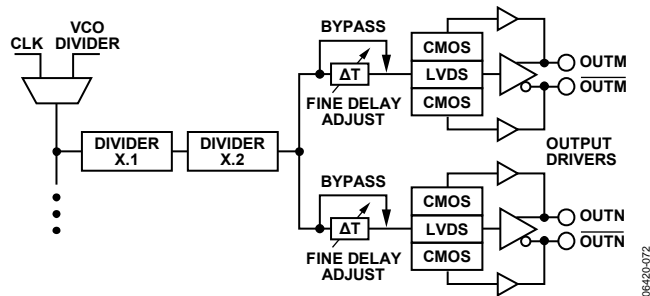 VCO
CLK DIVIDER
DIVIDER
X.1
DIVIDER
X.2
BYPASS
ΔT
FINE DELAY
ADJUST
CMOS
LVDS
CMOS
OUTM
OUTM
OUTPUT
DRIVERS
BYPASS
ΔT
FINE DELAY
ADJUST
CMOS
LVDS
CMOS
OUTN
OUTN
06420-072